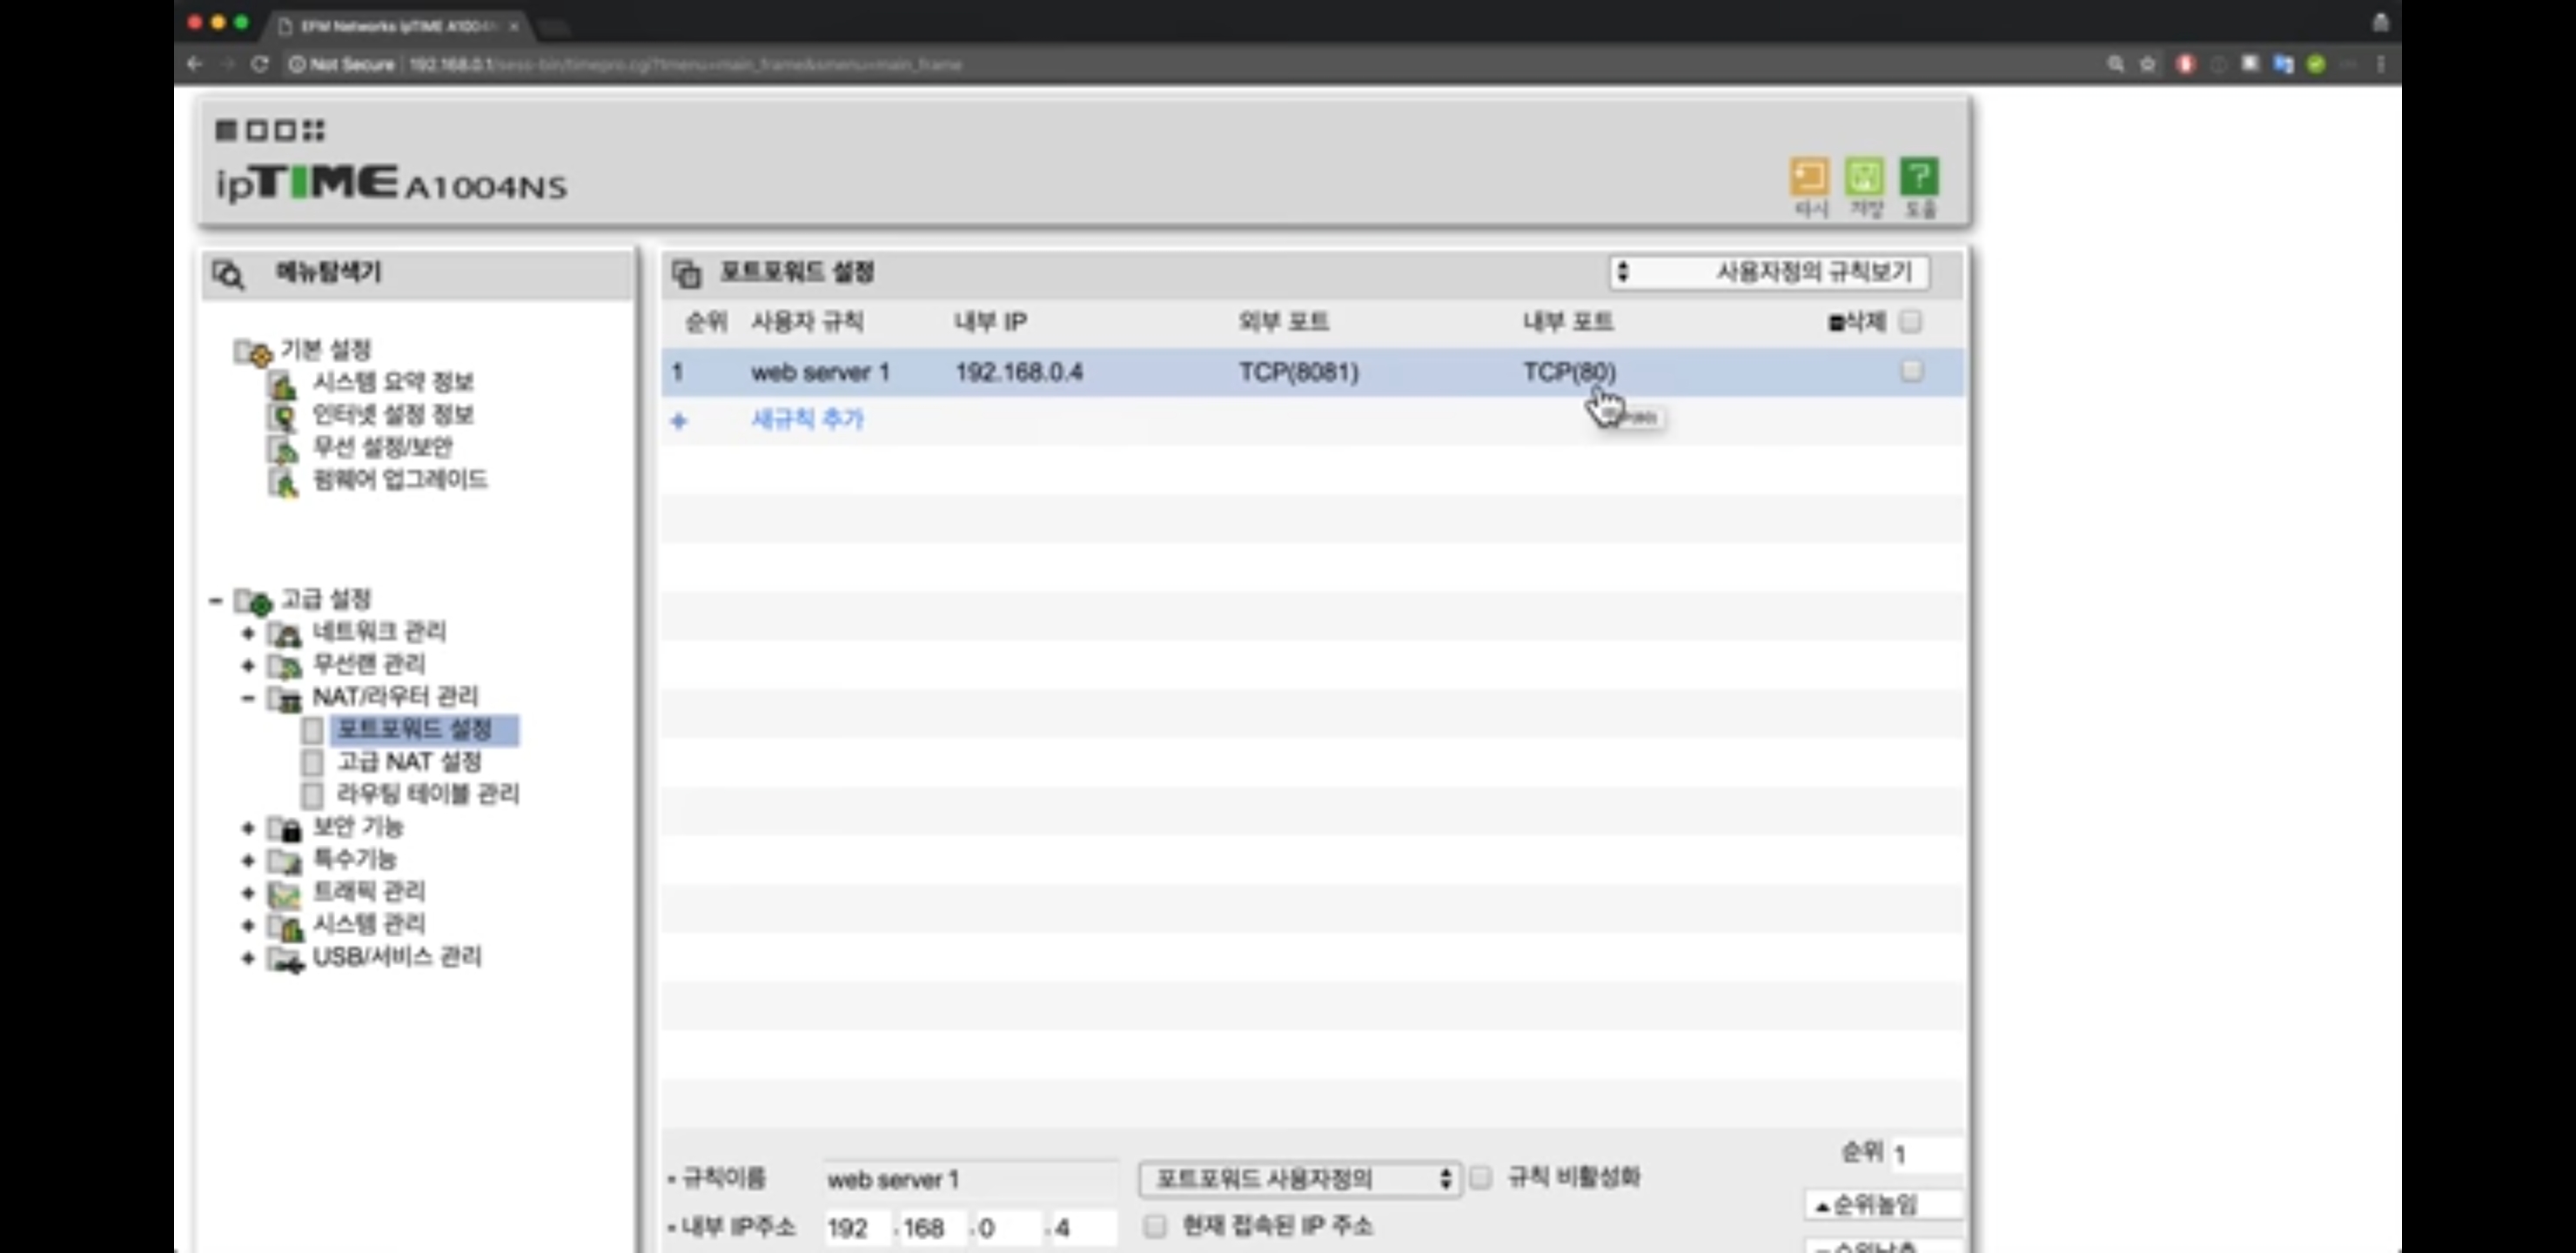 EFM Networks ipTIME A1004N
Not Secure | 192.168.0.1/sess-bin/timepro.cgi?tmenu=main_frame&smenu=main_frame
ipTIME A1004NS
다시 저장 도움
메뉴탐색기
기본 설정
시스템 요약 정보
인터넷 설정 정보
무선 설정/보안
펌웨어 업그레이드
고급 설정
네트워크 관리
무선랜 관리
NAT/라우터 관리
포트포워드 설정
고급 NAT 설정
라우팅 테이블 관리
보안 기능
특수기능
트래픽 관리
시스템 관리
USB/서비스 관리
포트포워드 설정 사용자정의 규칙보기
순위 사용자 규칙 내부 IP 외부 포트 내부 포트 삭제
1 web server 1 192.168.0.4 TCP(8081) TCP(80)
+ 새규칙 추가
순위 1
규칙이름 web server 1 포트포워드 사용자정의 규칙 비활성화
▲순위높임
내부 IP주소 192 . 168 . 0 . 4 현재 접속된 IP 주소